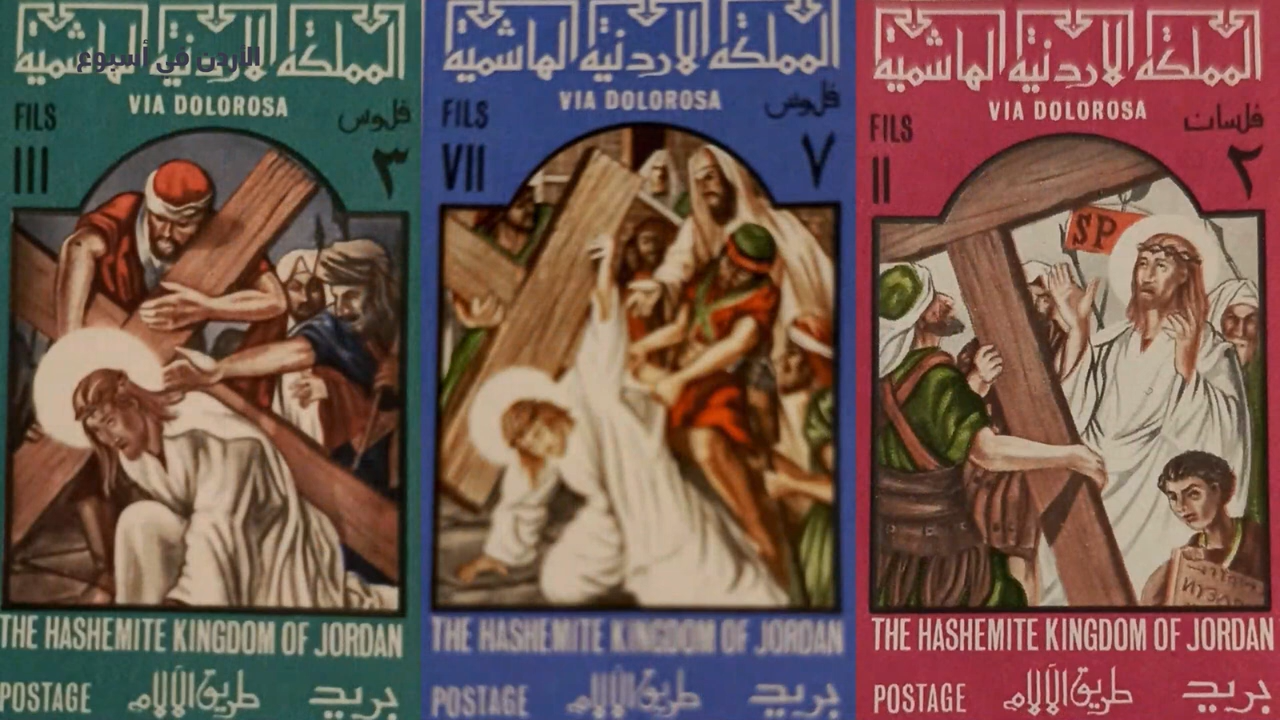 الأردن في أسبوع
المملكة الاردنية الهاشمية
VIA DOLOROSA
FILS
فلوس
III
٣
THE HASHEMITE KINGDOM OF JORDAN
POSTAGE
طريق الآلام
بريد
المملكة الاردنية الهاشمية
VIA DOLOROSA
FILS
فلوس
VII
٧
THE HASHEMITE KINGDOM OF JORDAN
POSTAGE
طريق الآلام
بريد
المملكة الاردنية الهاشمية
VIA DOLOROSA
FILS
فلسان
II
٢
SP
THE HASHEMITE KINGDOM OF JORDAN
POSTAGE
طريق الآلام
بريد